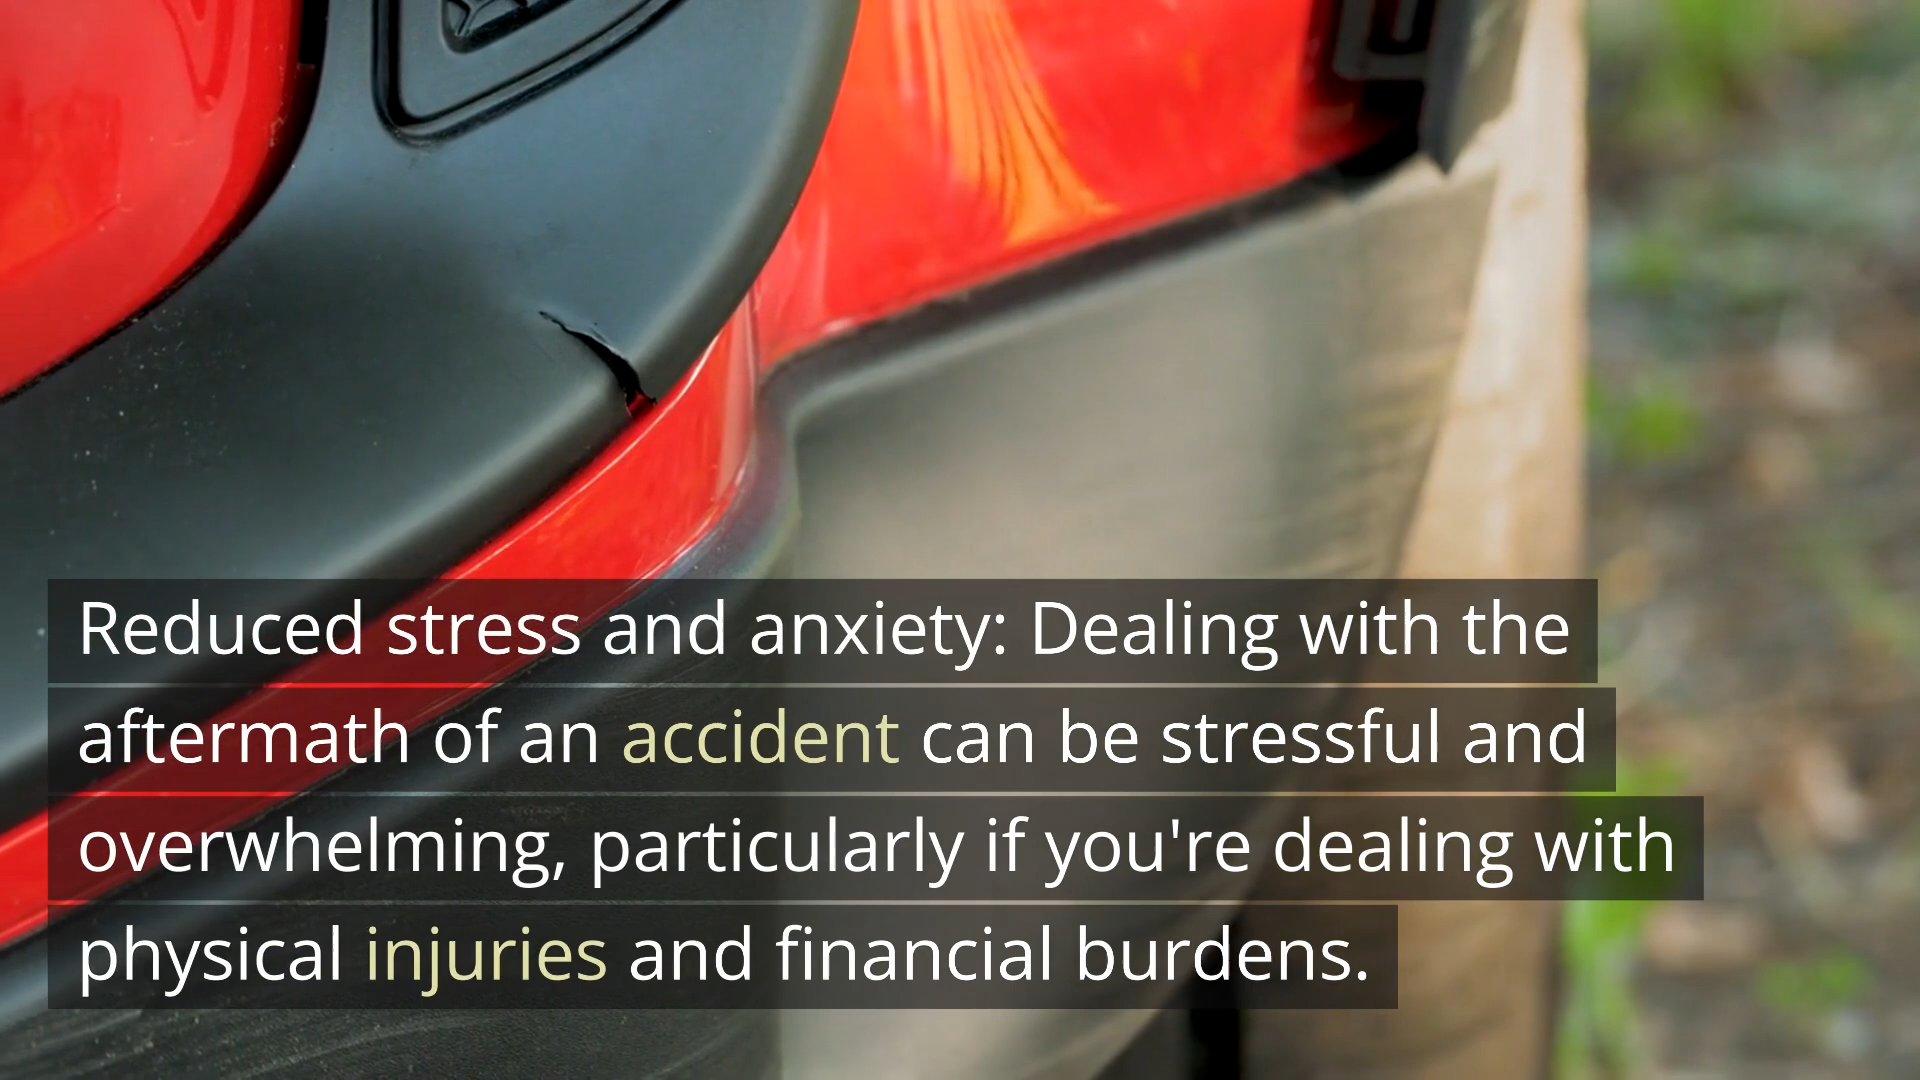 Reduced stress and anxiety: Dealing with the
aftermath of an accident can be stressful and
overwhelming, particularly if you're dealing with
physical injuries and financial burdens.